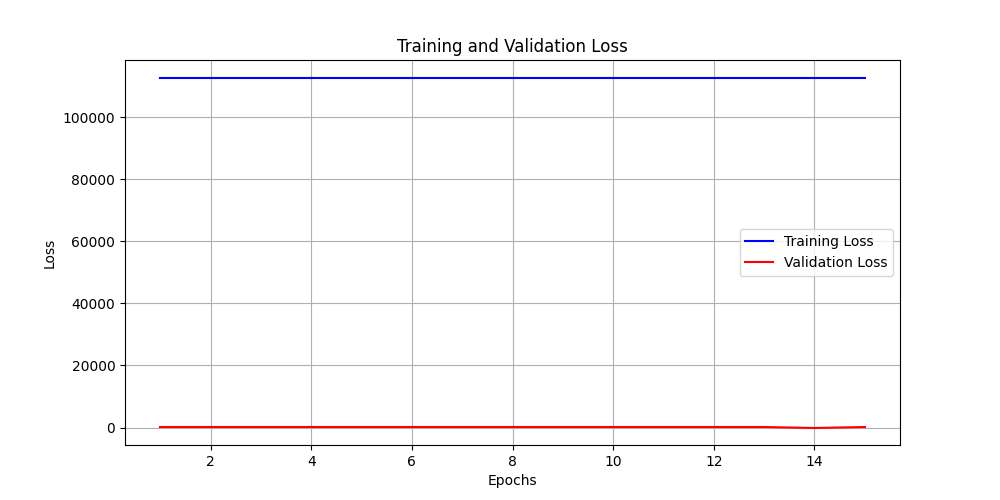 Training and Validation Loss
100000
80000
60000
40000
20000
0
Loss
Training Loss
Validation Loss
2 4 6 8 10 12 14
Epochs